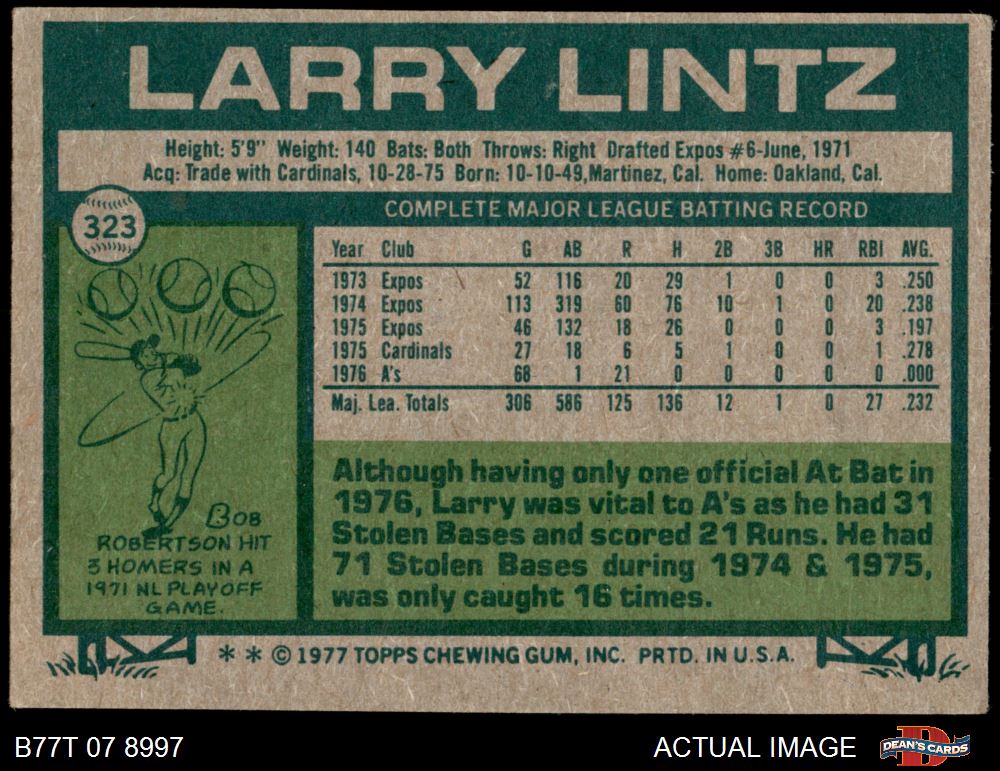 LARRY LINTZ
Height: 5'9" Weight: 140 Bats: Both Throws: Right Drafted Expos #6-June, 1971
Acq: Trade with Cardinals, 10-28-75 Born: 10-10-49,Martinez, Cal. Home: Oakland, Cal.
323
COMPLETE MAJOR LEAGUE BATTING RECORD
Year Club G AB R H 2B 3B HR RBI AVG.
1973 Expos 52 116 20 29 1 0 0 3 .250
1974 Expos 113 319 60 76 10 1 0 20 .238
1975 Expos 46 132 18 26 0 0 0 3 .197
1975 Cardinals 27 18 6 5 1 0 0 1 .278
1976 A's 68 1 21 0 0 0 0 0 .000
Maj. Lea. Totals 306 586 125 136 12 1 0 27 .232
BOB
ROBERTSON HIT
3 HOMERS IN A
1971 NL PLAYOFF
GAME.
Although having only one official At Bat in
1976, Larry was vital to A's as he had 31
Stolen Bases and scored 21 Runs. He had
71 Stolen Bases during 1974 & 1975,
was only caught 16 times.
* * © 1977 TOPPS CHEWING GUM, INC. PRTD. IN U.S.A.
B77T 07 8997
ACTUAL IMAGE
D
DEAN'S CARDS